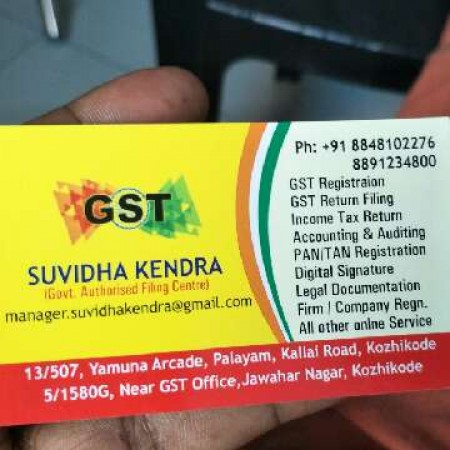 GST
SUVIDHA KENDRA
(Govt. Authorised Filing Centre)
manager.suvidhakendra@gmail.com
Ph: +91 8848102276
8891234800
GST Registraion
GST Return Filing
Income Tax Return
Accounting & Auditing
PAN/TAN Registration
Digital Signature
Legal Documentation
Firm / Company Regn.
All other onlne Service
13/507, Yamuna Arcade, Palayam, Kallai Road, Kozhikode
5/1580G, Near GST Office,Jawahar Nagar, Kozhikode